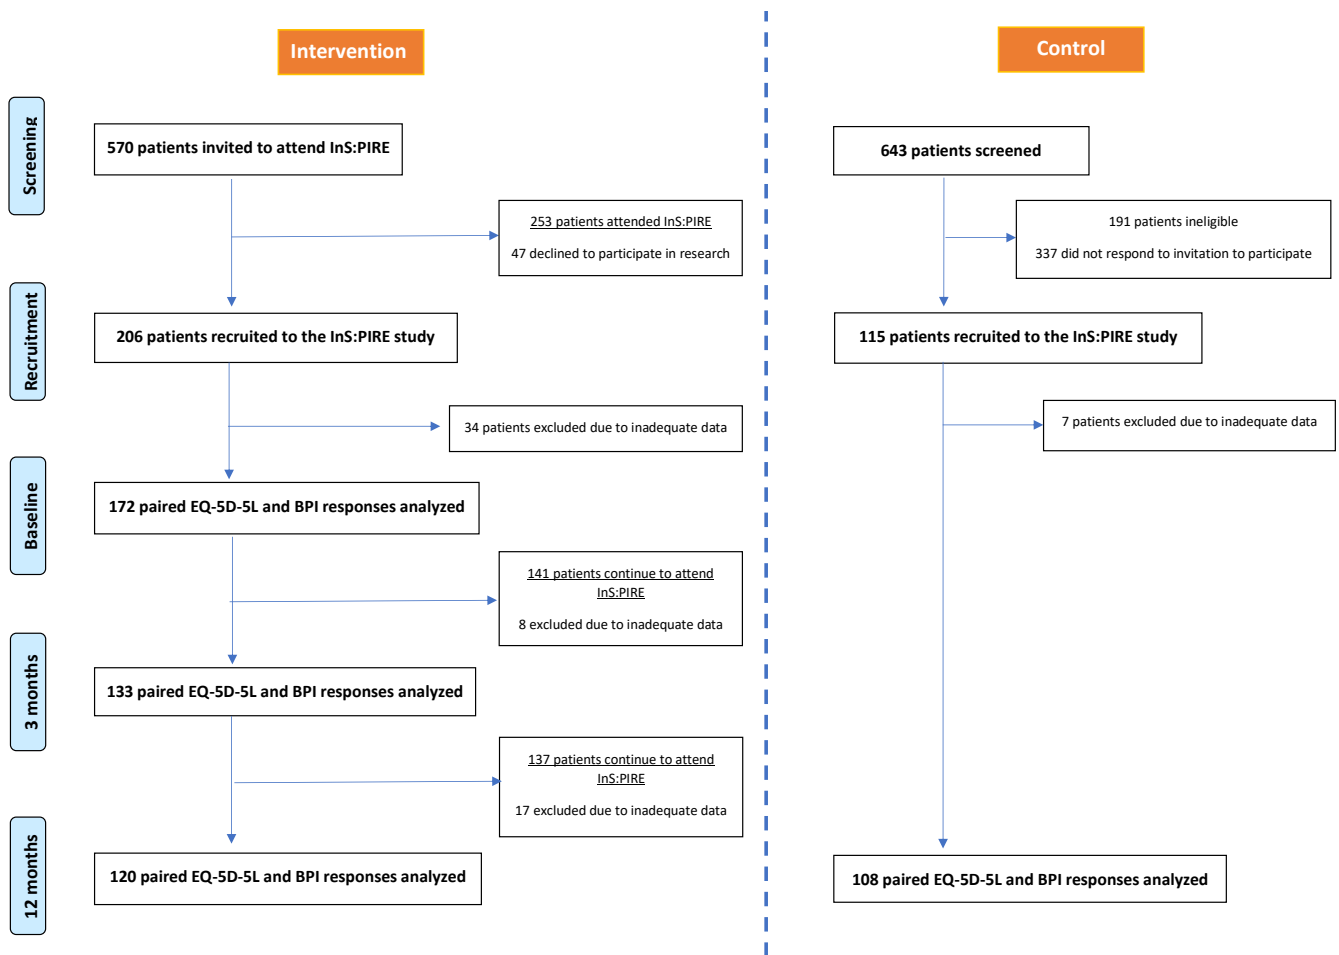 Intervention
Control
Screening
570 patients invited to attend InS:PIRE
643 patients screened
253 patients attended InS:PIRE
47 declined to participate in research
191 patients ineligible
337 did not respond to invitation to participate
Recruitment
206 patients recruited to the InS:PIRE study
115 patients recruited to the InS:PIRE study
34 patients excluded due to inadequate data
7 patients excluded due to inadequate data
Baseline
172 paired EQ-5D-5L and BPI responses analyzed
141 patients continue to attend
InS:PIRE
8 excluded due to inadequate data
3 months
133 paired EQ-5D-5L and BPI responses analyzed
137 patients continue to attend
InS:PIRE
17 excluded due to inadequate data
12 months
120 paired EQ-5D-5L and BPI responses analyzed
108 paired EQ-5D-5L and BPI responses analyzed